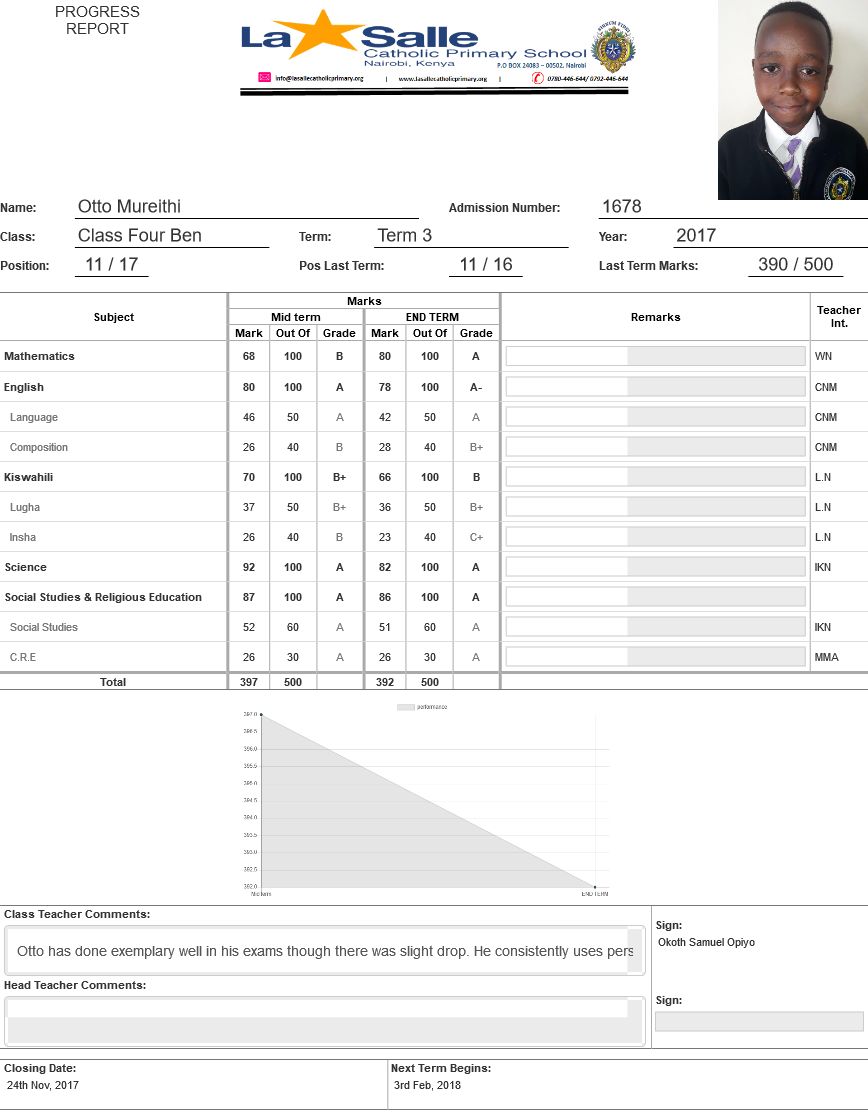 PROGRESS
REPORT
La Salle
Catholic Primary School
Nairobi, Kenya
P.O BOX 24083 – 00502, Nairobi
info@lasallecatholicprimary.org | www.lasallecatholicprimary.org | 0780-446-644/ 0792-446-644
Name: Otto Mureithi Admission Number: 1678
Class: Class Four Ben Term: Term 3 Year: 2017
Position: 11 / 17 Pos Last Term: 11 / 16 Last Term Marks: 390 / 500
Subject Marks Remarks Teacher Int.
Mid term END TERM
Mark Out Of Grade Mark Out Of Grade
Mathematics 68 100 B 80 100 A WN
English 80 100 A 78 100 A- CNM
Language 46 50 A 42 50 A CNM
Composition 26 40 B 28 40 B+ CNM
Kiswahili 70 100 B+ 66 100 B L.N
Lugha 37 50 B+ 36 50 B+ L.N
Insha 26 40 B 23 40 C+ L.N
Science 92 100 A 82 100 A IKN
Social Studies & Religious Education 87 100 A 86 100 A
Social Studies 52 60 A 51 60 A IKN
C.R.E 26 30 A 26 30 A MMA
Total 397 500 392 500
performance
397.0
396.5
396.0
395.5
395.0
394.5
394.0
393.5
393.0
392.5
392.0
Mid term END TERM
Class Teacher Comments:
Otto has done exemplary well in his exams though there was slight drop. He consistently uses pers
Sign:
Okoth Samuel Opiyo
Head Teacher Comments:
Sign:
Closing Date: Next Term Begins:
24th Nov, 2017 3rd Feb, 2018